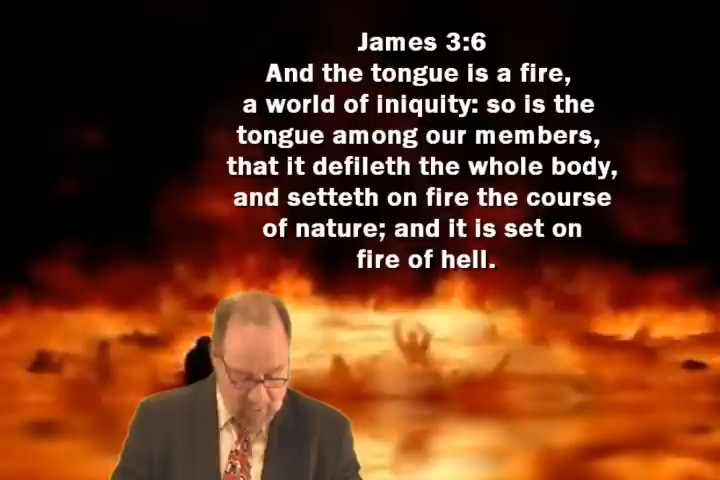 James 3:6
And the tongue is a fire,
a world of iniquity: so is the
tongue among our members,
that it defileth the whole body,
and setteth on fire the course
of nature; and it is set on
fire of hell.